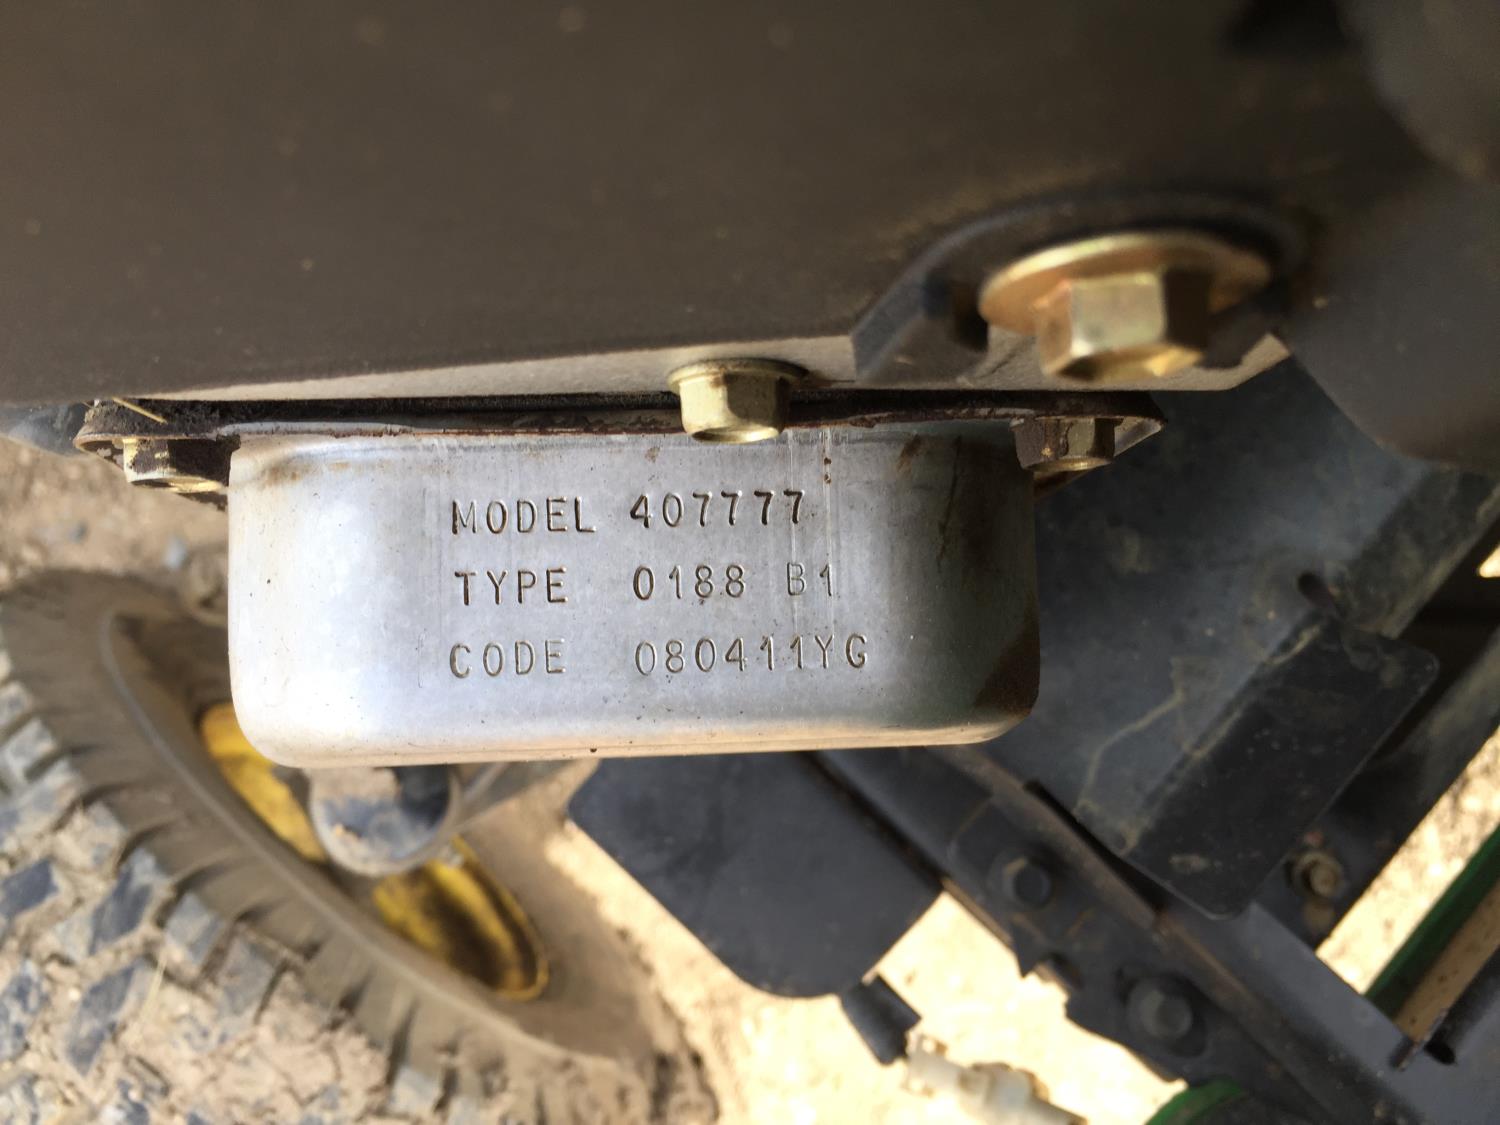 MODEL 407777
TYPE 0188 B1
CODE 080411YG